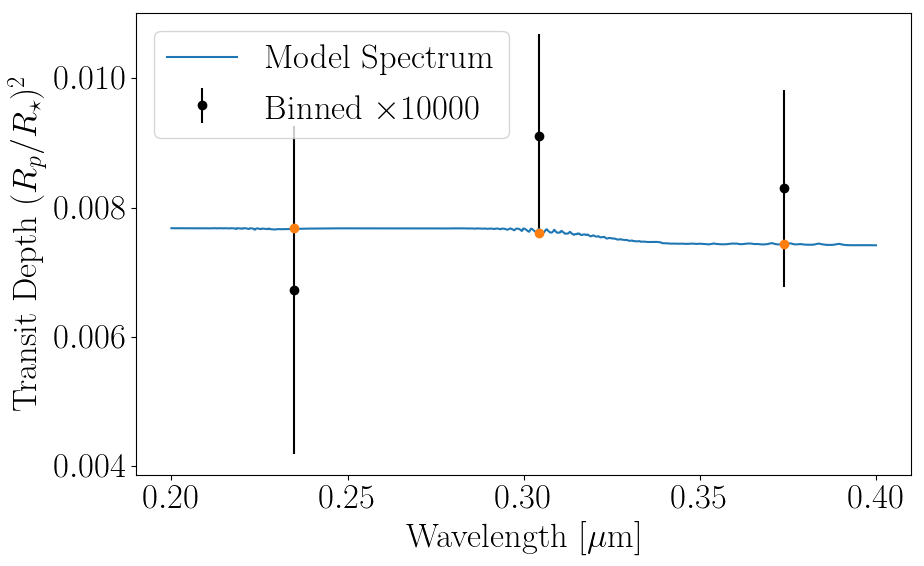 Model Spectrum
Binned ×10000
Transit Depth (R_p/R_⋆)^2
0.010
0.008
0.006
0.004
0.20 0.25 0.30 0.35 0.40
Wavelength [μm]